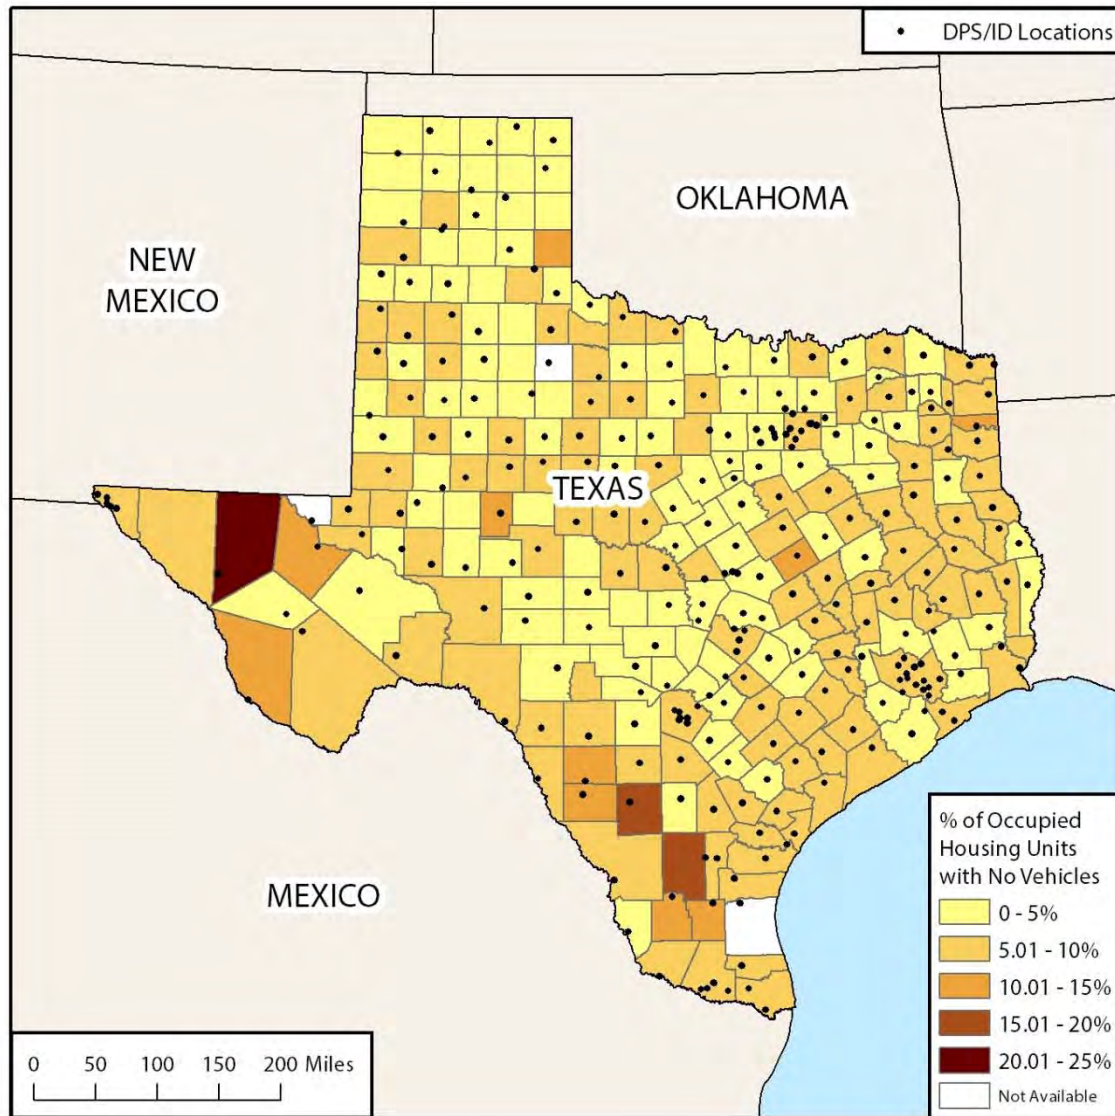 DPS/ID Locations
OKLAHOMA
NEW
MEXICO
TEXAS
MEXICO
% of Occupied
Housing Units
with No Vehicles
0 - 5%
5.01 - 10%
10.01 - 15%
15.01 - 20%
20.01 - 25%
Not Available
0 50 100 150 200 Miles